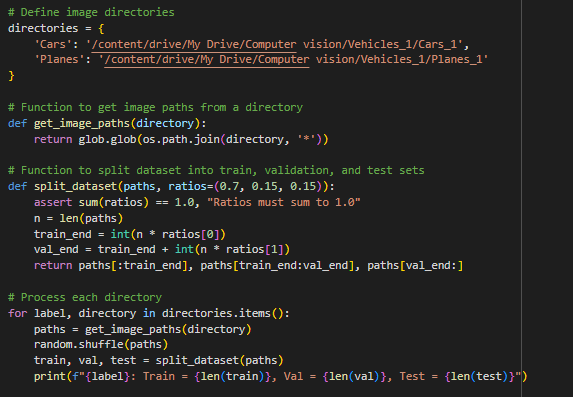 # Define image directories
directories = {
    'Cars': '/content/drive/My Drive/Computer vision/Vehicles_1/Cars_1',
    'Planes': '/content/drive/My Drive/Computer vision/Vehicles_1/Planes_1'
}

# Function to get image paths from a directory
def get_image_paths(directory):
    return glob.glob(os.path.join(directory, '*'))

# Function to split dataset into train, validation, and test sets
def split_dataset(paths, ratios=(0.7, 0.15, 0.15)):
    assert sum(ratios) == 1.0, "Ratios must sum to 1.0"
    n = len(paths)
    train_end = int(n * ratios[0])
    val_end = train_end + int(n * ratios[1])
    return paths[:train_end], paths[train_end:val_end], paths[val_end:]

# Process each directory
for label, directory in directories.items():
    paths = get_image_paths(directory)
    random.shuffle(paths)
    train, val, test = split_dataset(paths)
    print(f"{label}: Train = {len(train)}, Val = {len(val)}, Test = {len(test)}")